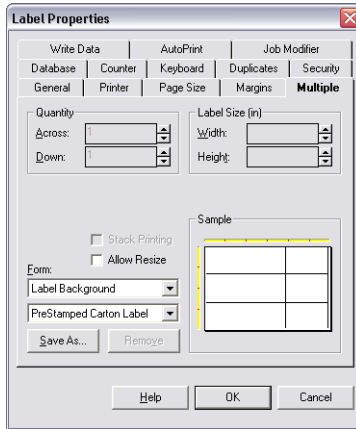 Label Properties
Write Data AutoPrint Job Modifier
Database Counter Keyboard Duplicates Security
General Printer Page Size Margins Multiple
Quantity
Across: 1
Down: 1
Label Size (in)
Width:
Height:
Stack Printing
Allow Resize
Form:
Label Background
PreStamped Carton Label
Save As... Remove
Sample
Help OK Cancel